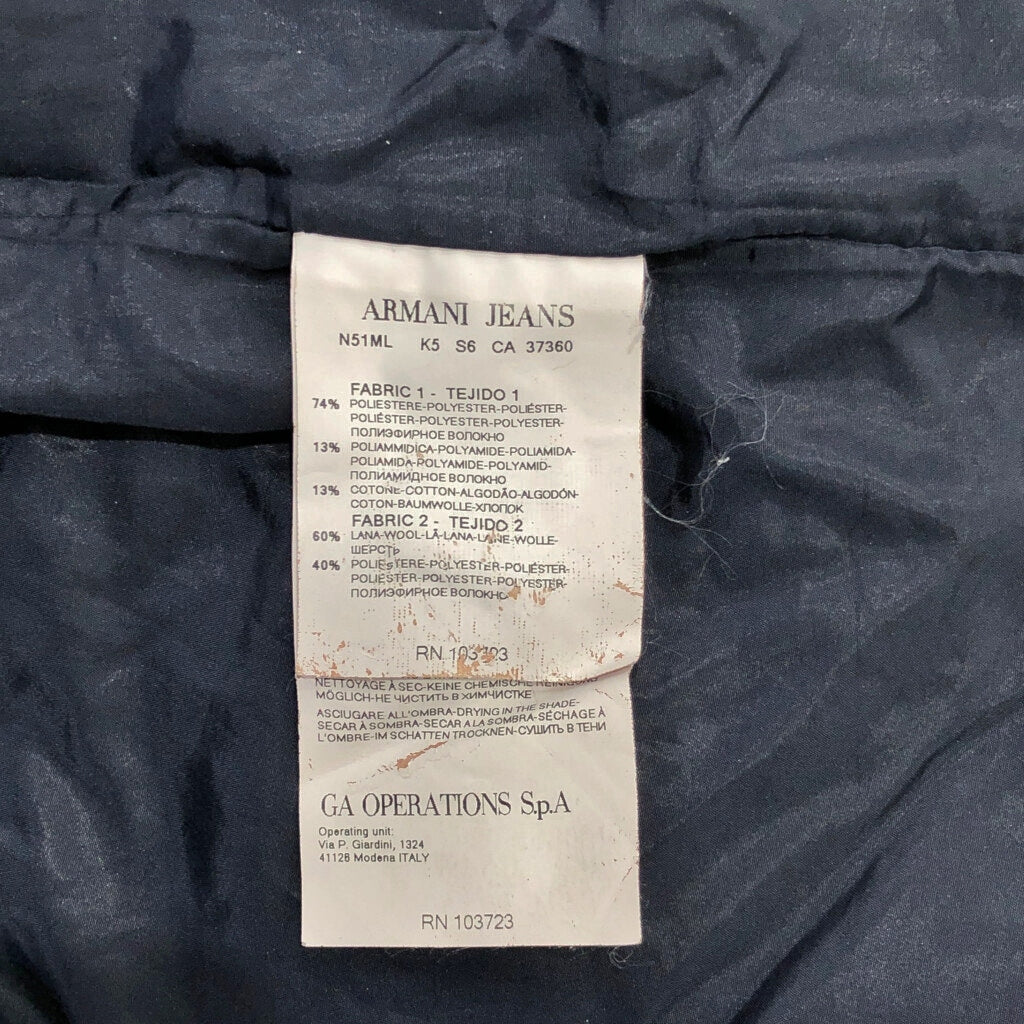 ARMANI JEANS
N51ML K5 S6 CA 37360
FABRIC 1 - TEJIDO 1
74% POLIESTERE-POLYESTER-POLIÉSTER-
POLIÉSTER-POLYESTER-POLYESTER-
ПОЛИЭФИРНОЕ ВОЛОКНО
13% POLIAMMIDICA-POLYAMIDE-POLIAMIDA-
POLIAMIDA-POLYAMIDE-POLYAMID-
ПОЛИАМИДНОЕ ВОЛОКНО
13% COTONE-COTTON-ALGODÃO-ALGODÓN-
COTON-BAUMWOLLE-ХЛОПОК
FABRIC 2 - TEJIDO 2
60% LANA-WOOL-LÃ-LANA-LAINE-WOLLE-
ШЕРСТЬ
40% POLIESTERE-POLYESTER-POLIÉSTER-
POLIÉSTER-POLYESTER-POLYESTER-
ПОЛИЭФИРНОЕ ВОЛОКНО
RN 103723
NETTOYAGE À SEC-KEINE CHEMISCHE REINIGUNG
MÖGLICH-НЕ ЧИСТИТЬ В ХИМЧИСТКЕ
ASCIUGARE ALL'OMBRA-DRYING IN THE SHADE-
SECAR À SOMBRA-SECAR A LA SOMBRA-SÉCHAGE À
L'OMBRE-IM SCHATTEN TROCKNEN-СУШИТЬ В ТЕНИ
GA OPERATIONS S.p.A
Operating unit:
Via P. Giardini, 1324
41126 Modena ITALY
RN 103723